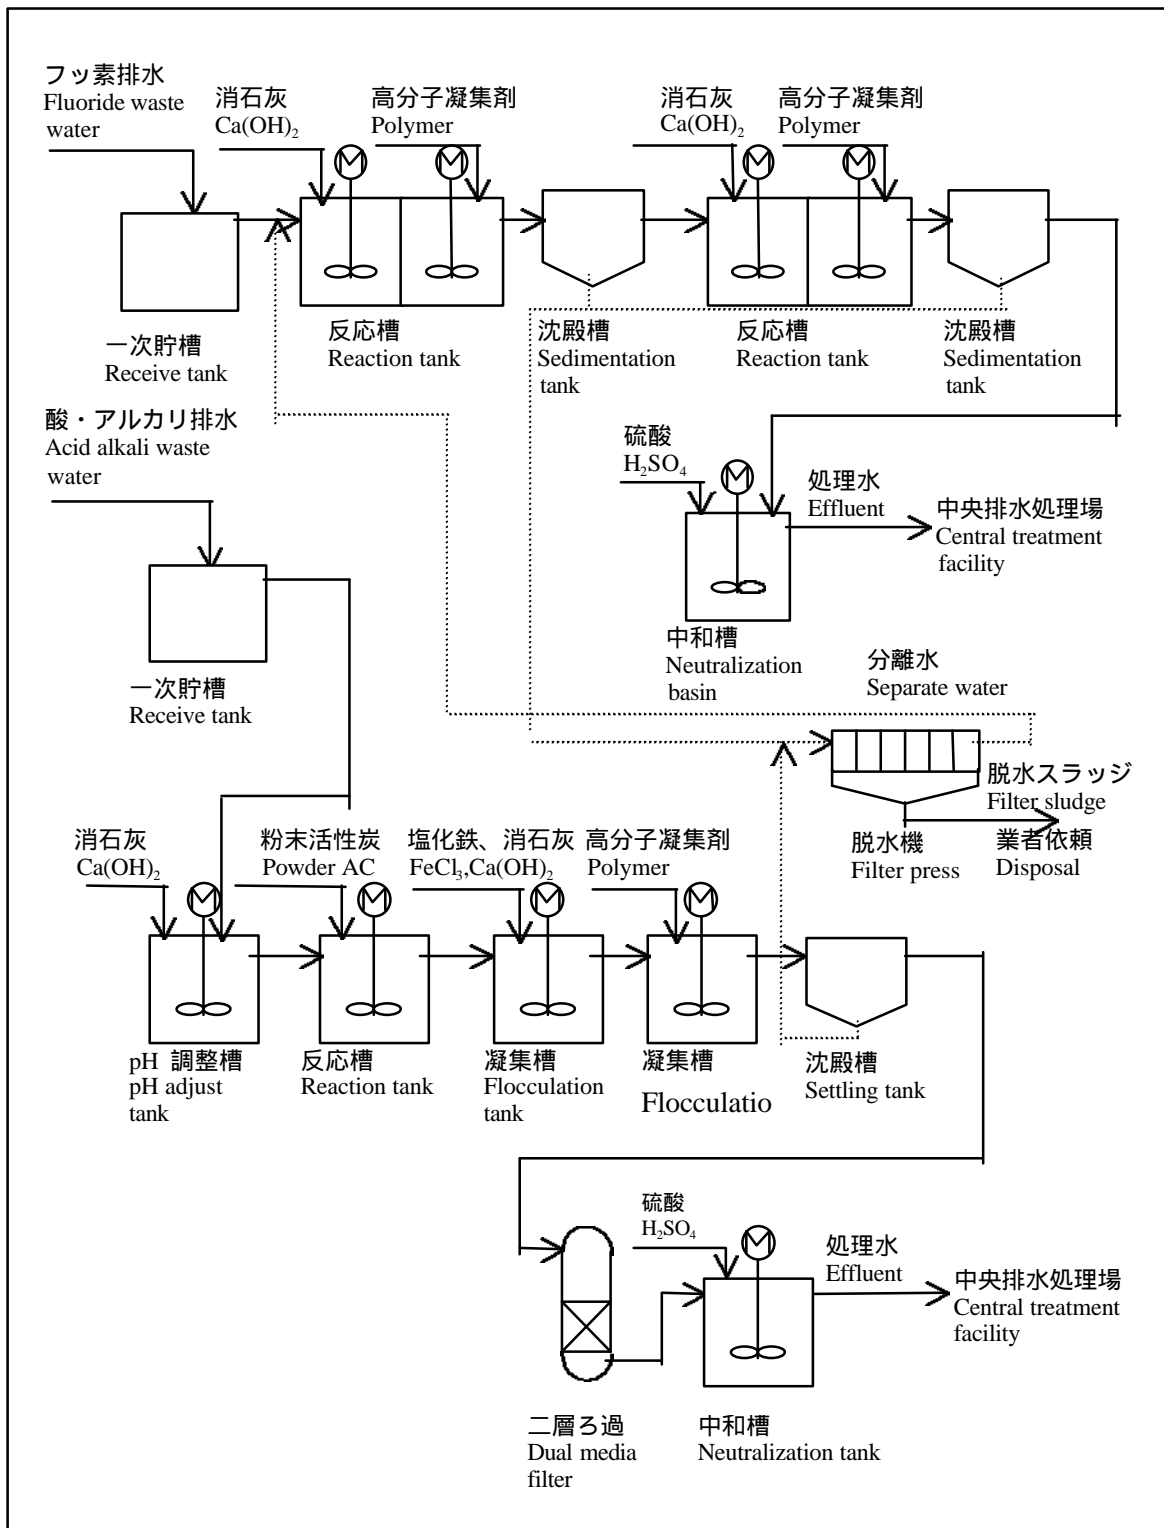 フッ素排水
Fluoride waste
water
消石灰
Ca(OH)₂
高分子凝集剤
Polymer
消石灰
Ca(OH)₂
高分子凝集剤
Polymer
M
M
M
M
一次貯槽
Receive tank
反応槽
Reaction tank
沈殿槽
Sedimentation
tank
反応槽
Reaction tank
沈殿槽
Sedimentation
tank
酸・アルカリ排水
Acid alkali waste
water
硫酸
H₂SO₄
M
処理水
Effluent
中央排水処理場
Central treatment
facility
中和槽
Neutralization
basin
一次貯槽
Receive tank
分離水
Separate water
脱水スラッジ
Filter sludge
脱水機
Filter press
業者依頼
Disposal
消石灰
Ca(OH)₂
粉末活性炭
Powder AC
塩化鉄、消石灰
FeCl₃,Ca(OH)₂
高分子凝集剤
Polymer
M
M
M
M
pH 調整槽
pH adjust
tank
反応槽
Reaction tank
凝集槽
Flocculation
tank
凝集槽
Flocculatio
沈殿槽
Settling tank
硫酸
H₂SO₄
M
処理水
Effluent
中央排水処理場
Central treatment
facility
二層ろ過
Dual media
filter
中和槽
Neutralization tank